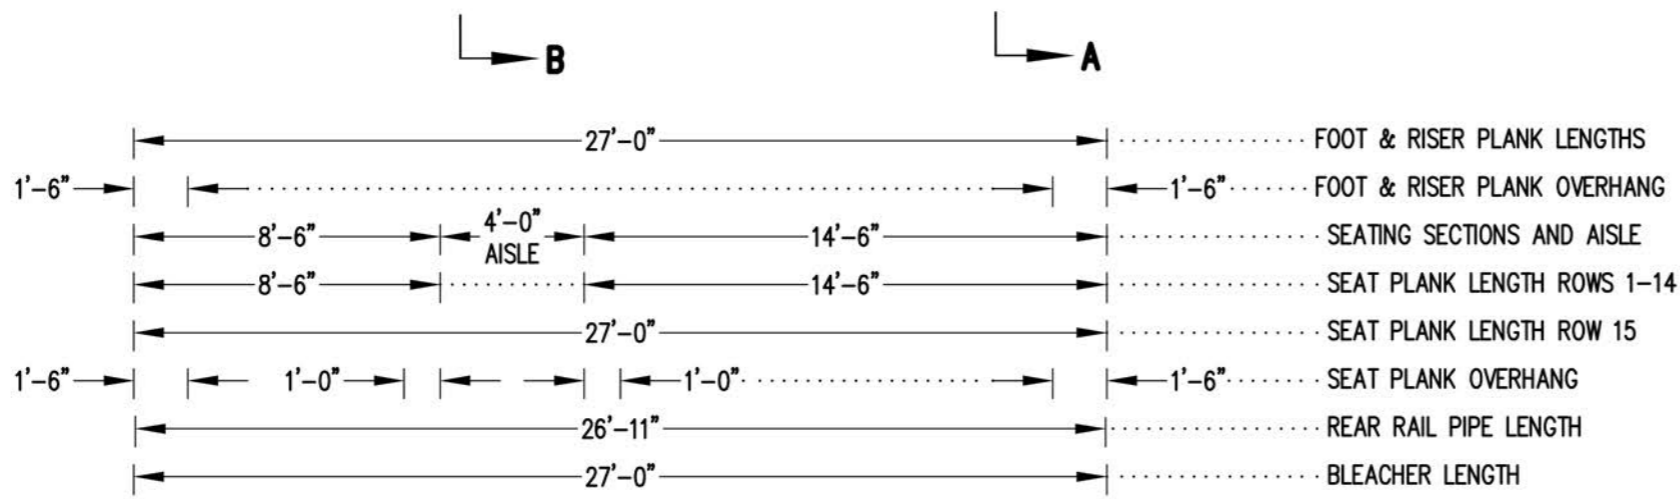 B
A
27'-0" FOOT & RISER PLANK LENGTHS
1'-6" 1'-6" FOOT & RISER PLANK OVERHANG
8'-6" 4'-0" 14'-6" SEATING SECTIONS AND AISLE
AISLE
8'-6" 14'-6" SEAT PLANK LENGTH ROWS 1-14
27'-0" SEAT PLANK LENGTH ROW 15
1'-6" 1'-0" 1'-0" 1'-6" SEAT PLANK OVERHANG
26'-11" REAR RAIL PIPE LENGTH
27'-0" BLEACHER LENGTH